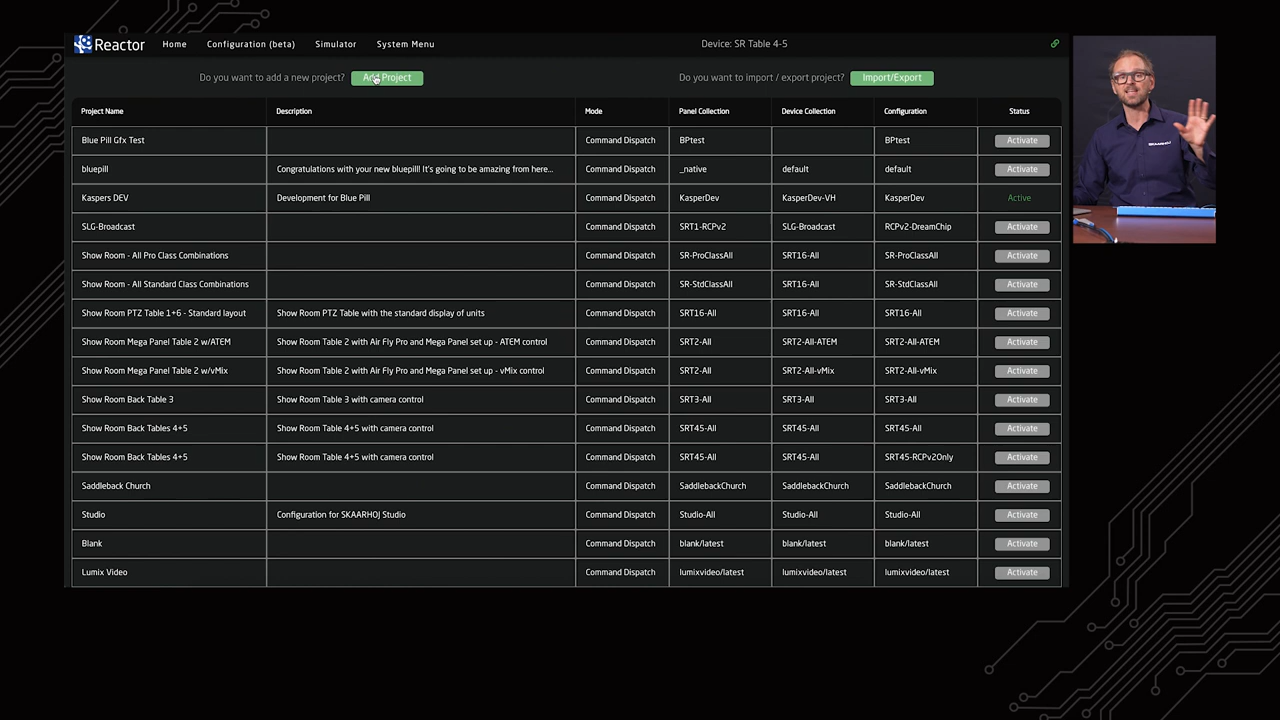 Reactor Home Configuration (beta) Simulator System Menu Device: SR Table 4-5
Do you want to add a new project? Add Project Do you want to import / export project? Import/Export
Project Name Description Mode Panel Collection Device Collection Configuration Status
Blue Pill Gfx Test Command Dispatch BPtest BPtest Activate
bluepill Congratulations with your new bluepill! It's going to be amazing from here... Command Dispatch _native default default Activate
Kaspers DEV Development for Blue Pill Command Dispatch KasperDev KasperDev-VH KasperDev Active
SLG-Broadcast Command Dispatch SRT1-RCPv2 SLG-Broadcast RCPv2-DreamChip Activate
Show Room - All Pro Class Combinations Command Dispatch SR-ProClassAll SRT16-All SR-ProClassAll Activate
Show Room - All Standard Class Combinations Command Dispatch SR-StdClassAll SRT16-All SR-StdClassAll Activate
Show Room PTZ Table 1+6 - Standard layout Show Room PTZ Table with the standard display of units Command Dispatch SRT16-All SRT16-All SRT16-All Activate
Show Room Mega Panel Table 2 w/ATEM Show Room Table 2 with Air Fly Pro and Mega Panel set up - ATEM control Command Dispatch SRT2-All SRT2-All-ATEM SRT2-All-ATEM Activate
Show Room Mega Panel Table 2 w/vMix Show Room Table 2 with Air Fly Pro and Mega Panel set up - vMix control Command Dispatch SRT2-All SRT2-All-vMix SRT2-All-vMix Activate
Show Room Back Table 3 Show Room Table 3 with camera control Command Dispatch SRT3-All SRT3-All SRT3-All Activate
Show Room Back Tables 4+5 Show Room Table 4+5 with camera control Command Dispatch SRT45-All SRT45-All SRT45-All Activate
Show Room Back Tables 4+5 Show Room Table 4+5 with camera control Command Dispatch SRT45-All SRT45-All SRT45-RCPv2Only Activate
Saddleback Church Command Dispatch SaddlebackChurch SaddlebackChurch SaddlebackChurch Activate
Studio Configuration for SKAARHOJ Studio Command Dispatch Studio-All Studio-All Studio-All Activate
Blank Command Dispatch blank/latest blank/latest blank/latest Activate
Lumix Video Command Dispatch lumixvideo/latest lumixvideo/latest lumixvideo/latest Activate
SKAARHOJ